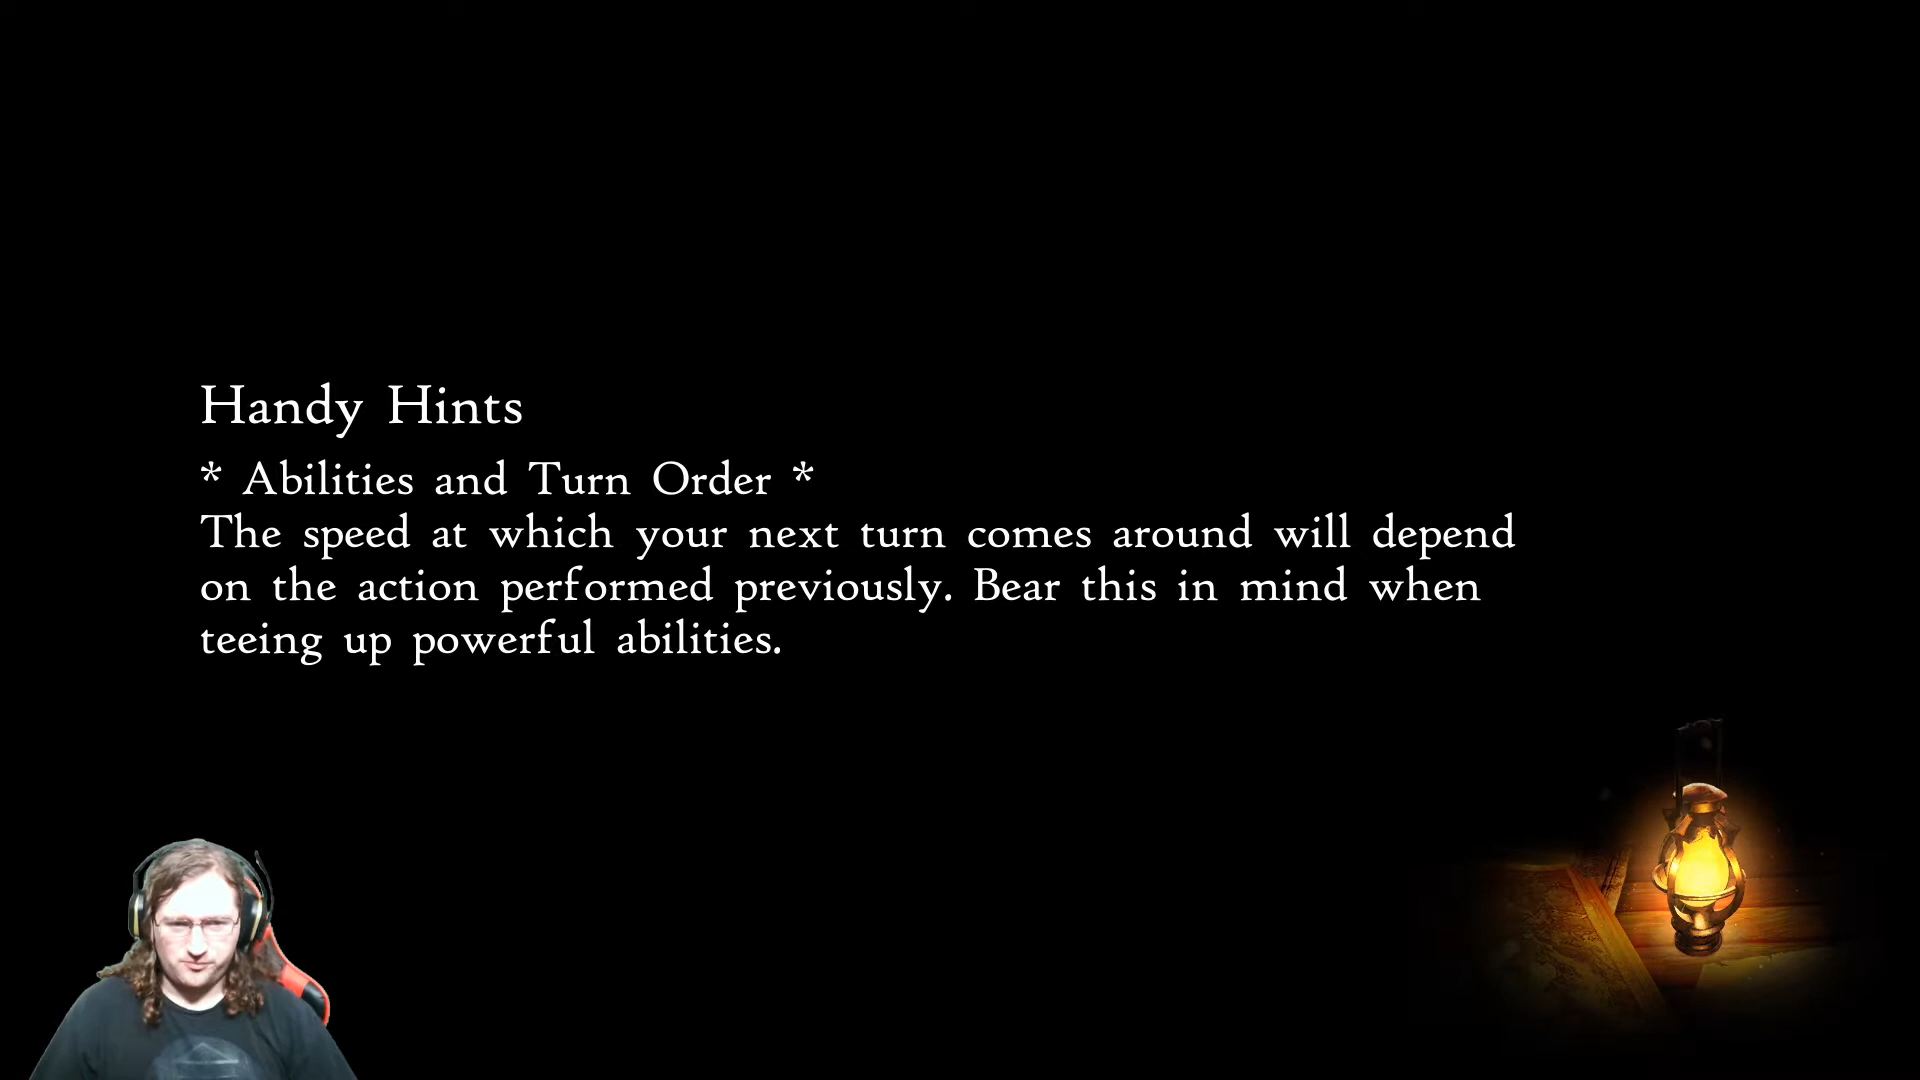 Handy Hints
* Abilities and Turn Order *
The speed at which your next turn comes around will depend
on the action performed previously. Bear this in mind when
teeing up powerful abilities.